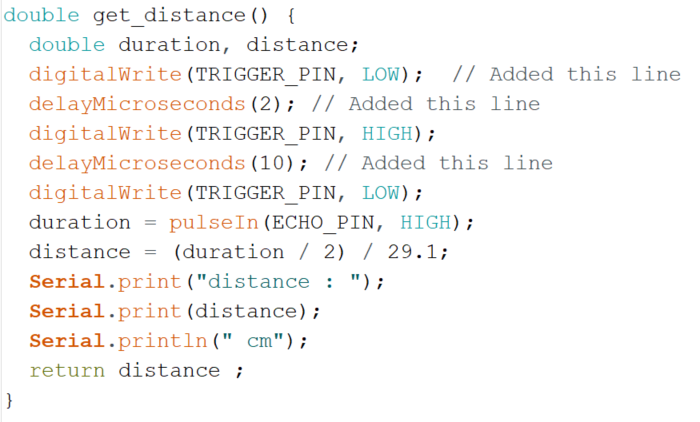 double get_distance() {
  double duration, distance;
  digitalWrite(TRIGGER_PIN, LOW);  // Added this line
  delayMicroseconds(2); // Added this line
  digitalWrite(TRIGGER_PIN, HIGH);
  delayMicroseconds(10); // Added this line
  digitalWrite(TRIGGER_PIN, LOW);
  duration = pulseIn(ECHO_PIN, HIGH);
  distance = (duration / 2) / 29.1;
  Serial.print("distance : ");
  Serial.print(distance);
  Serial.println(" cm");
  return distance ;
}